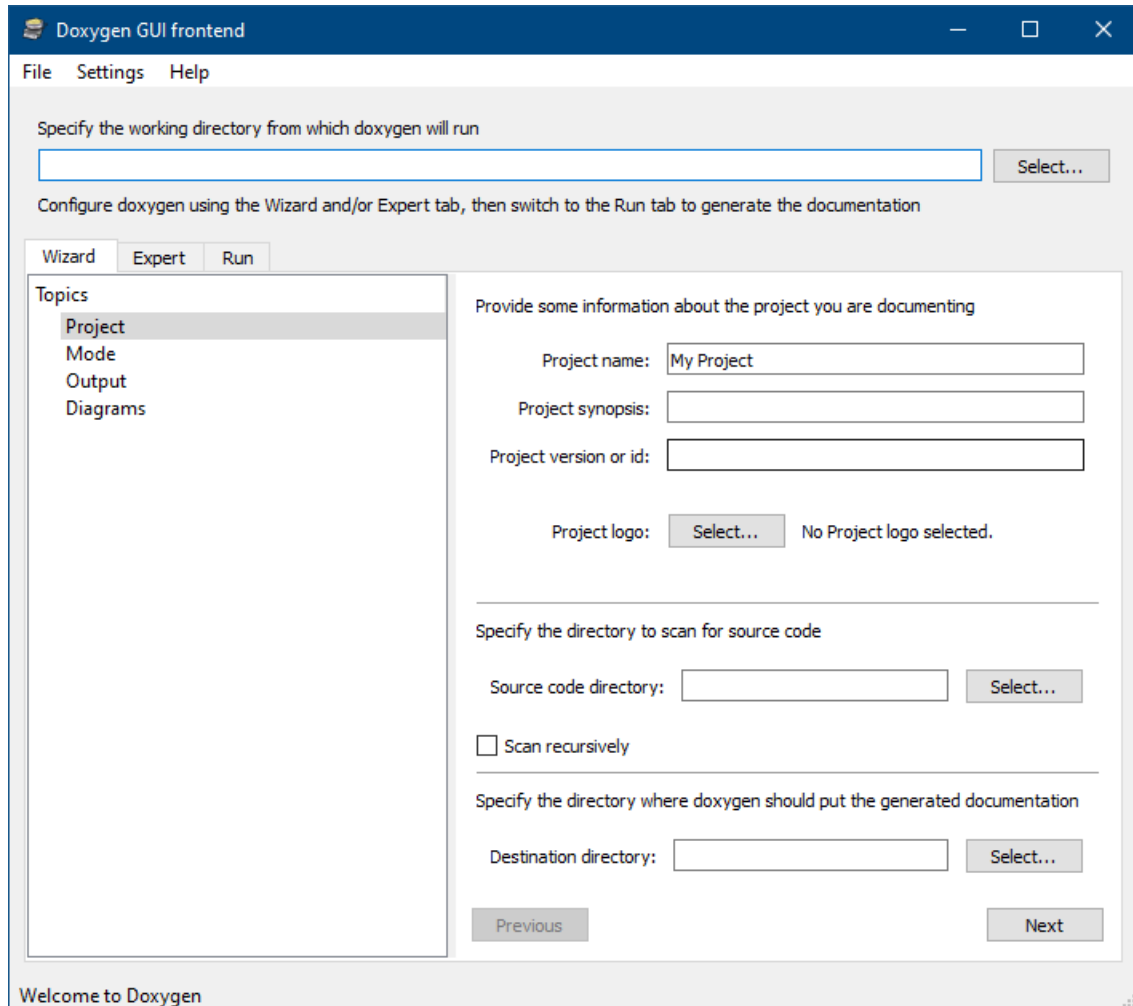 Doxygen GUI frontend
File Settings Help
Specify the working directory from which doxygen will run
Select...
Configure doxygen using the Wizard and/or Expert tab, then switch to the Run tab to generate the documentation
Wizard Expert Run
Topics
Project
Mode
Output
Diagrams
Provide some information about the project you are documenting
Project name: My Project
Project synopsis:
Project version or id:
Project logo: Select... No Project logo selected.
Specify the directory to scan for source code
Source code directory: Select...
Scan recursively
Specify the directory where doxygen should put the generated documentation
Destination directory: Select...
Previous Next
Welcome to Doxygen